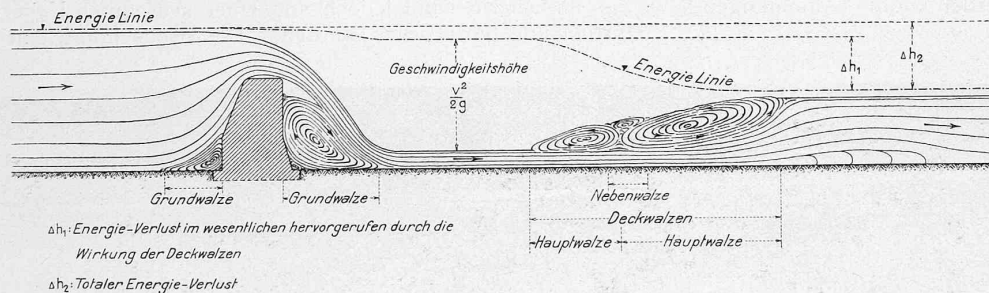 Energie Linie
Geschwindigkeitshöhe
v²
2g
Energie Linie
Δh₁
Δh₂
Grundwalze
Grundwalze
Nebenwalze
Deckwalzen
Hauptwalze
Hauptwalze
Δh₁: Energie-Verlust im wesentlichen hervorgerufen durch die
Wirkung der Deckwalzen
Δh₂: Totaler Energie-Verlust